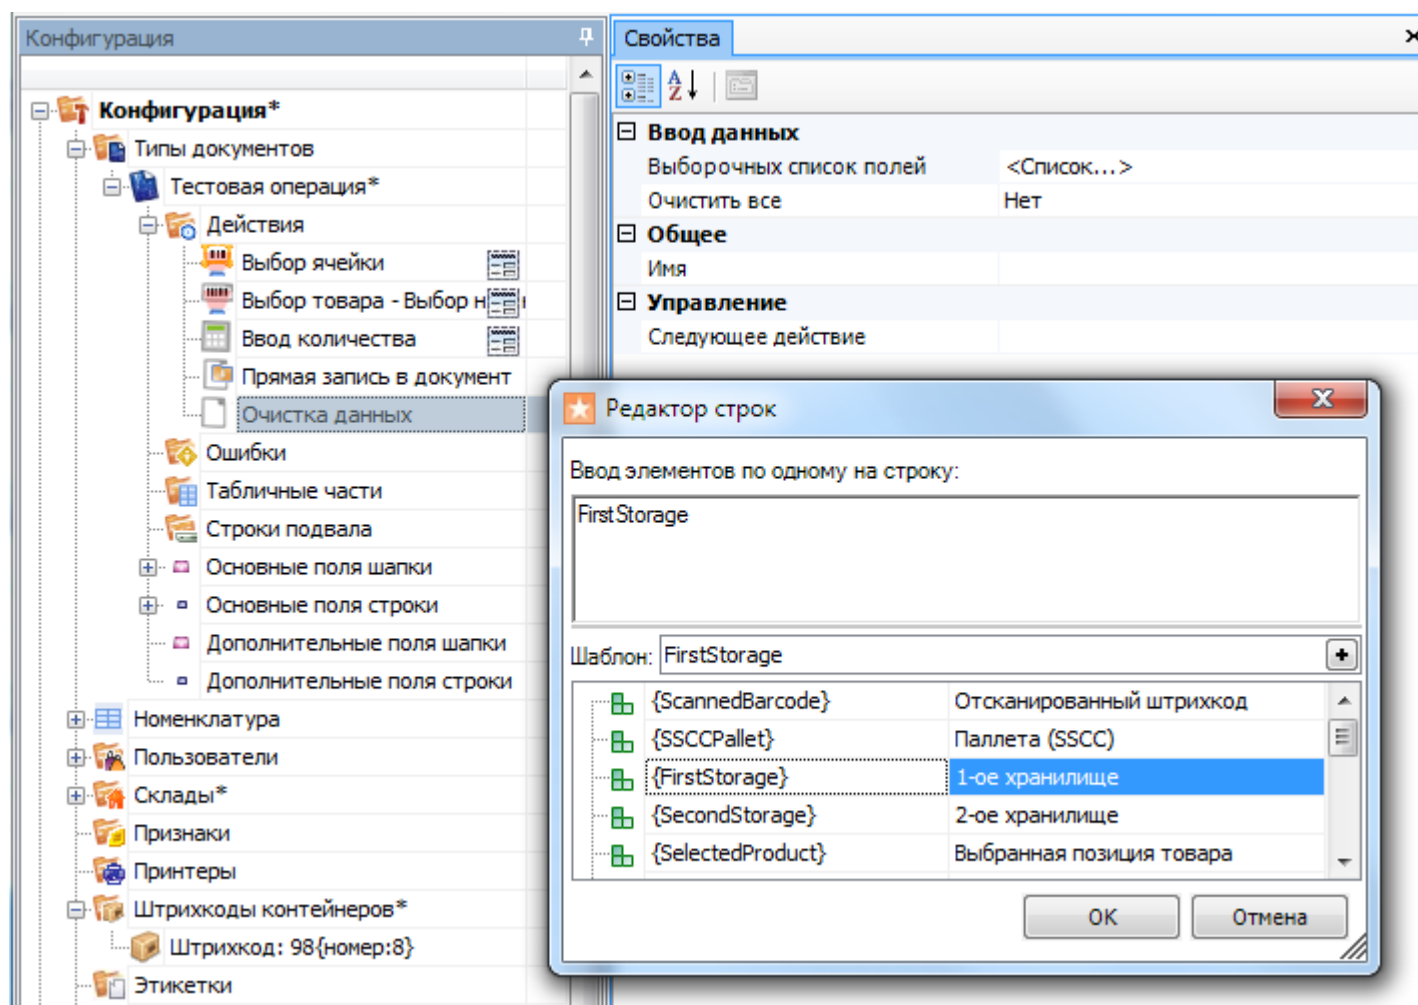 Конфигурация
Конфигурация*
Типы документов
Тестовая операция*
Действия
Выбор ячейки
Выбор товара - Выбор н
Ввод количества
Прямая запись в документ
Очистка данных
Ошибки
Табличные части
Строки подвала
Основные поля шапки
Основные поля строки
Дополнительные поля шапки
Дополнительные поля строки
Номенклатура
Пользователи
Склады*
Признаки
Принтеры
Штрихкоды контейнеров*
Штрихкод: 98{номер:8}
Этикетки
Свойства
Ввод данных
Выборочных список полей <Список...>
Очистить все Нет
Общее
Имя
Управление
Следующее действие
Редактор строк
Ввод элементов по одному на строку:
FirstStorage
Шаблон: FirstStorage
{ScannedBarcode} Отсканированный штрихкод
{SSCCPallet} Паллета (SSCC)
{FirstStorage} 1-ое хранилище
{SecondStorage} 2-ое хранилище
{SelectedProduct} Выбранная позиция товара
OK Отмена